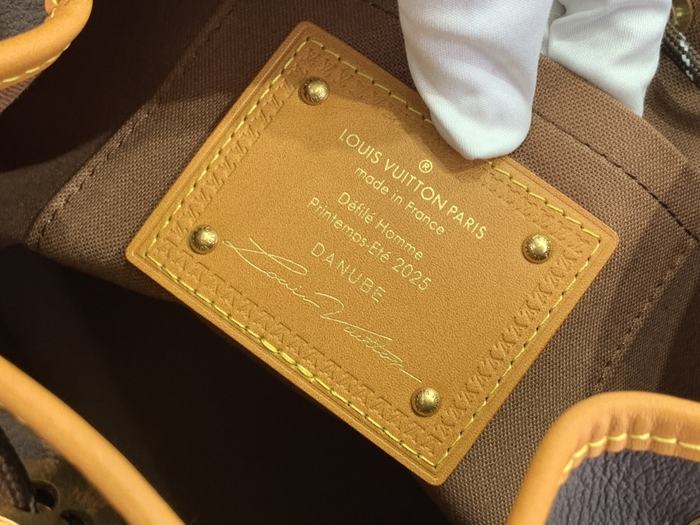 ®
LOUIS VUITTON PARIS
made in France
Défilé Homme
Printemps-Été 2025
DANUBE
Louis Vuitton